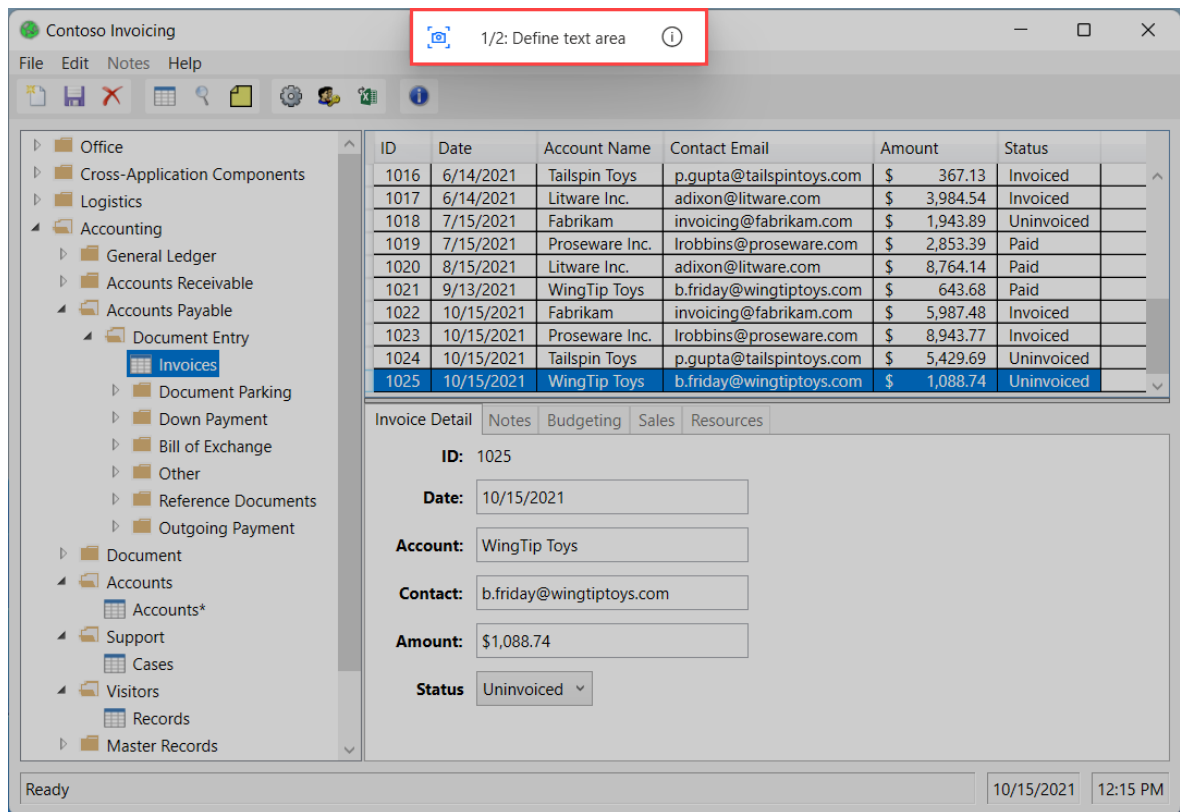 Contoso Invoicing
1/2: Define text area
File Edit Notes Help
Office
Cross-Application Components
Logistics
Accounting
General Ledger
Accounts Receivable
Accounts Payable
Document Entry
Invoices
Document Parking
Down Payment
Bill of Exchange
Other
Reference Documents
Outgoing Payment
Document
Accounts
Accounts*
Support
Cases
Visitors
Records
Master Records
ID Date Account Name Contact Email Amount Status
1016 6/14/2021 Tailspin Toys p.gupta@tailspintoys.com $ 367.13 Invoiced
1017 6/14/2021 Litware Inc. adixon@litware.com $ 3,984.54 Invoiced
1018 7/15/2021 Fabrikam invoicing@fabrikam.com $ 1,943.89 Uninvoiced
1019 7/15/2021 Proseware Inc. lrobbins@proseware.com $ 2,853.39 Paid
1020 8/15/2021 Litware Inc. adixon@litware.com $ 8,764.14 Paid
1021 9/13/2021 WingTip Toys b.friday@wingtiptoys.com $ 643.68 Paid
1022 10/15/2021 Fabrikam invoicing@fabrikam.com $ 5,987.48 Invoiced
1023 10/15/2021 Proseware Inc. lrobbins@proseware.com $ 8,943.77 Invoiced
1024 10/15/2021 Tailspin Toys p.gupta@tailspintoys.com $ 5,429.69 Uninvoiced
1025 10/15/2021 WingTip Toys b.friday@wingtiptoys.com $ 1,088.74 Uninvoiced
Invoice Detail Notes Budgeting Sales Resources
ID: 1025
Date: 10/15/2021
Account: WingTip Toys
Contact: b.friday@wingtiptoys.com
Amount: $1,088.74
Status Uninvoiced
Ready 10/15/2021 12:15 PM